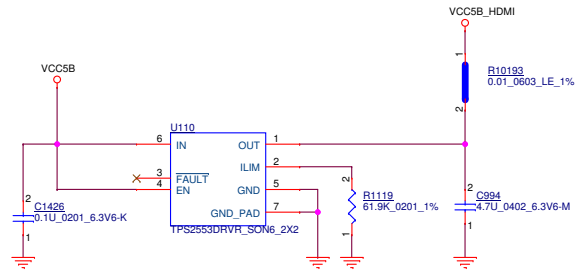 VCC5B_HDMI
1
VCC5B
R10193
0.01_0603_LE_1%
2
U110
6 IN OUT 1
ILIM 2
3 FAULT
4 EN GND 5
2
C1426
0.1U_0201_6.3V6-K
1
GND_PAD 7
TPS2553DRVR_SON6_2X2
2
R1119
61.9K_0201_1%
1
2
C994
4.7U_0402_6.3V6-M
1